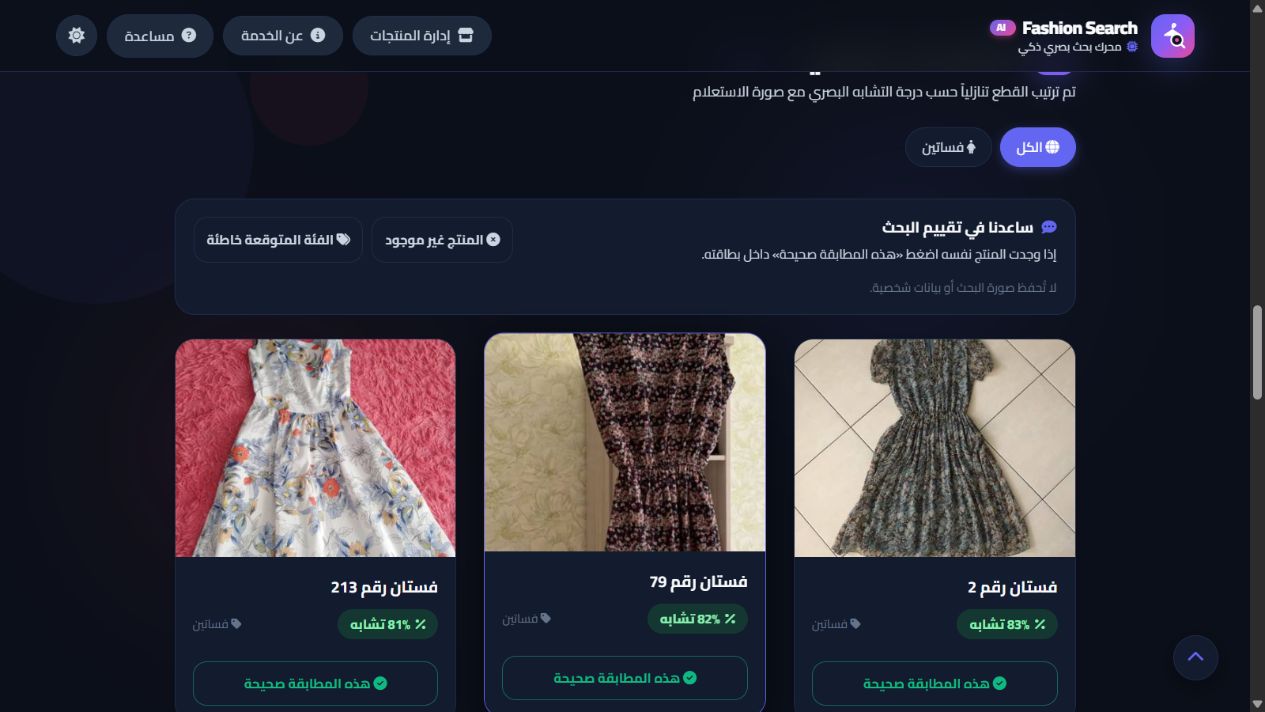 Fashion Search AI
محرك بحث بصري ذكي
إدارة المنتجات
عن الخدمة
مساعدة
تم ترتيب القطع تنازلياً حسب درجة التشابه البصري مع صورة الاستعلام
الكل
فساتين
ساعدنا في تقييم البحث
إذا وجدت المنتج نفسه اضغط «هذه المطابقة صحيحة» داخل بطاقته.
لا تُحفظ صورة البحث أو بيانات شخصية.
المنتج غير موجود
الفئة المتوقعة خاطئة
فستان رقم 2
83% تشابه
فساتين
هذه المطابقة صحيحة
فستان رقم 79
82% تشابه
فساتين
هذه المطابقة صحيحة
فستان رقم 213
81% تشابه
فساتين
هذه المطابقة صحيحة